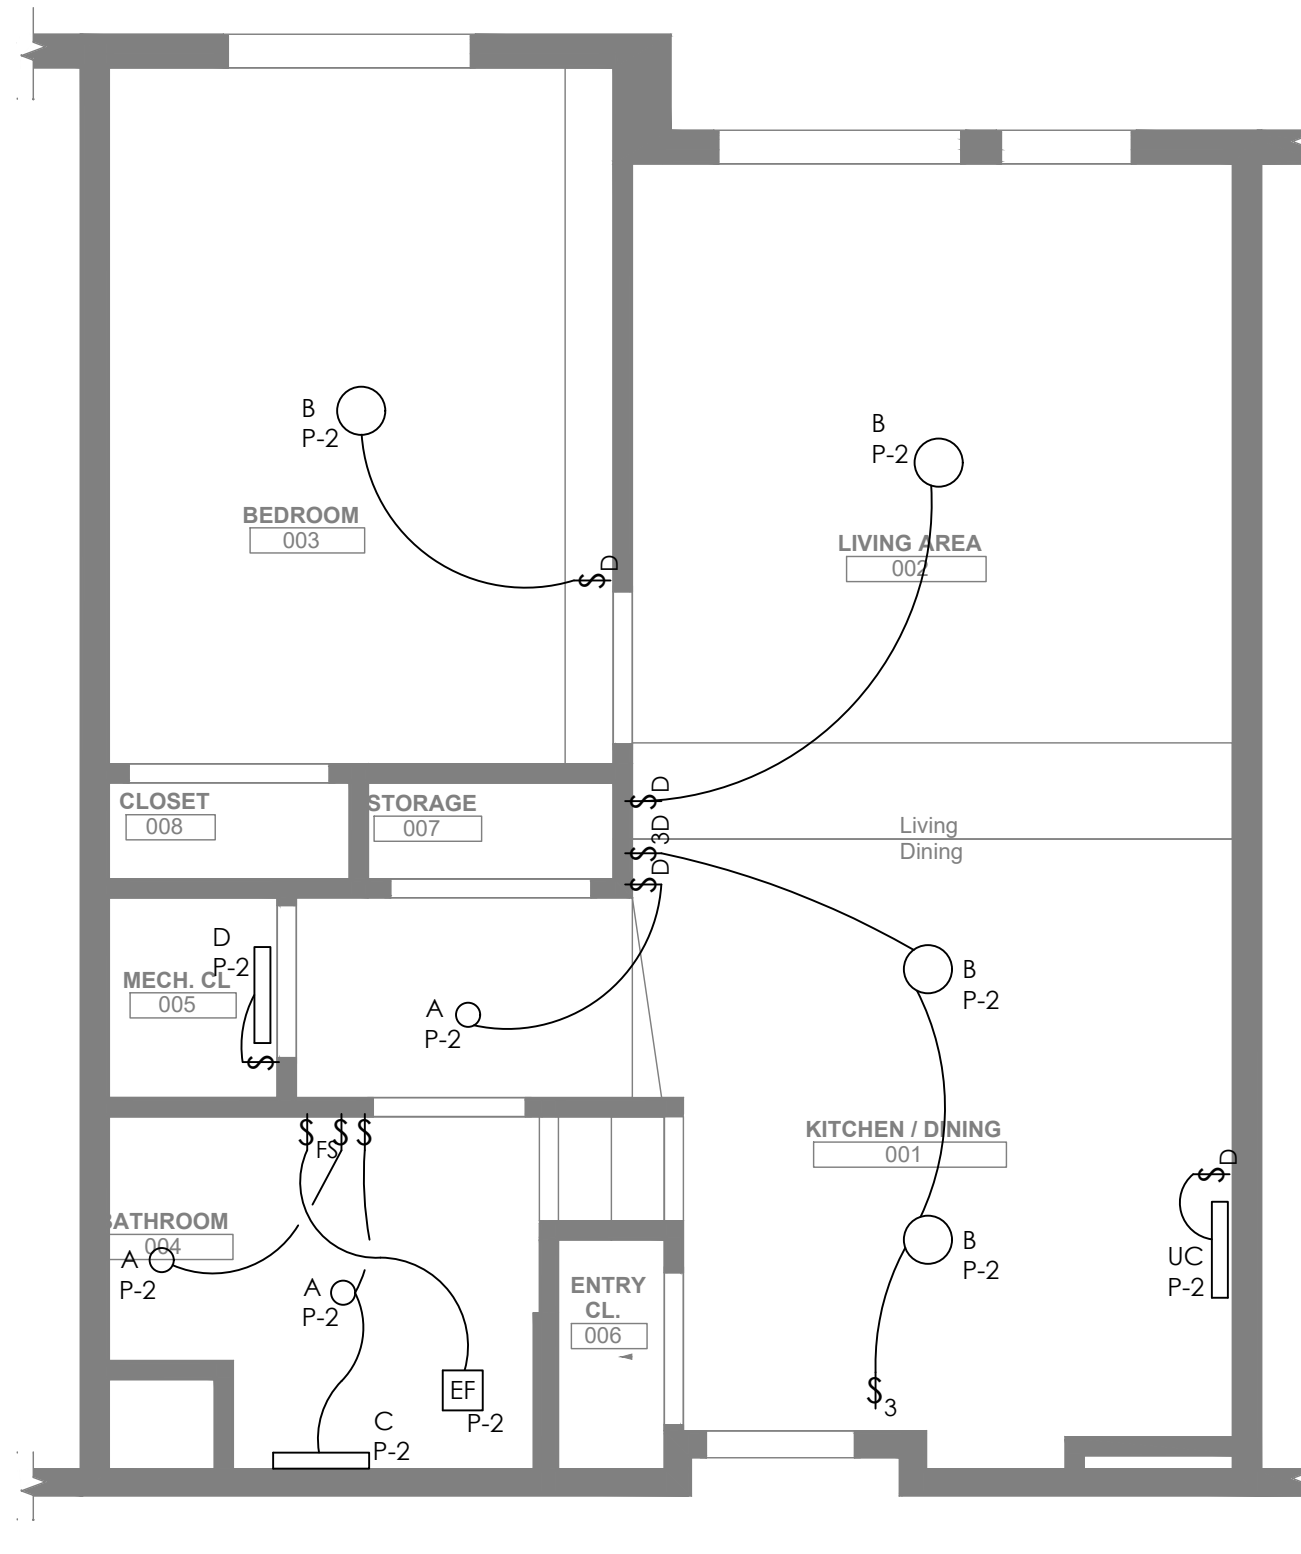 B
P-2
BEDROOM
003
$ D
B
P-2
LIVING AREA
002
CLOSET
008
STORAGE
007
$ D
$ 3D
$ D
Living
Dining
D
P-2
MECH. CL
005
$
A
P-2
B
P-2
KITCHEN / DINING
001
$ D
UC
P-2
B
P-2
$ 3
$ FS $ $
BATHROOM
004
A
P-2
A
P-2
ENTRY
CL.
006
EF
P-2
C
P-2